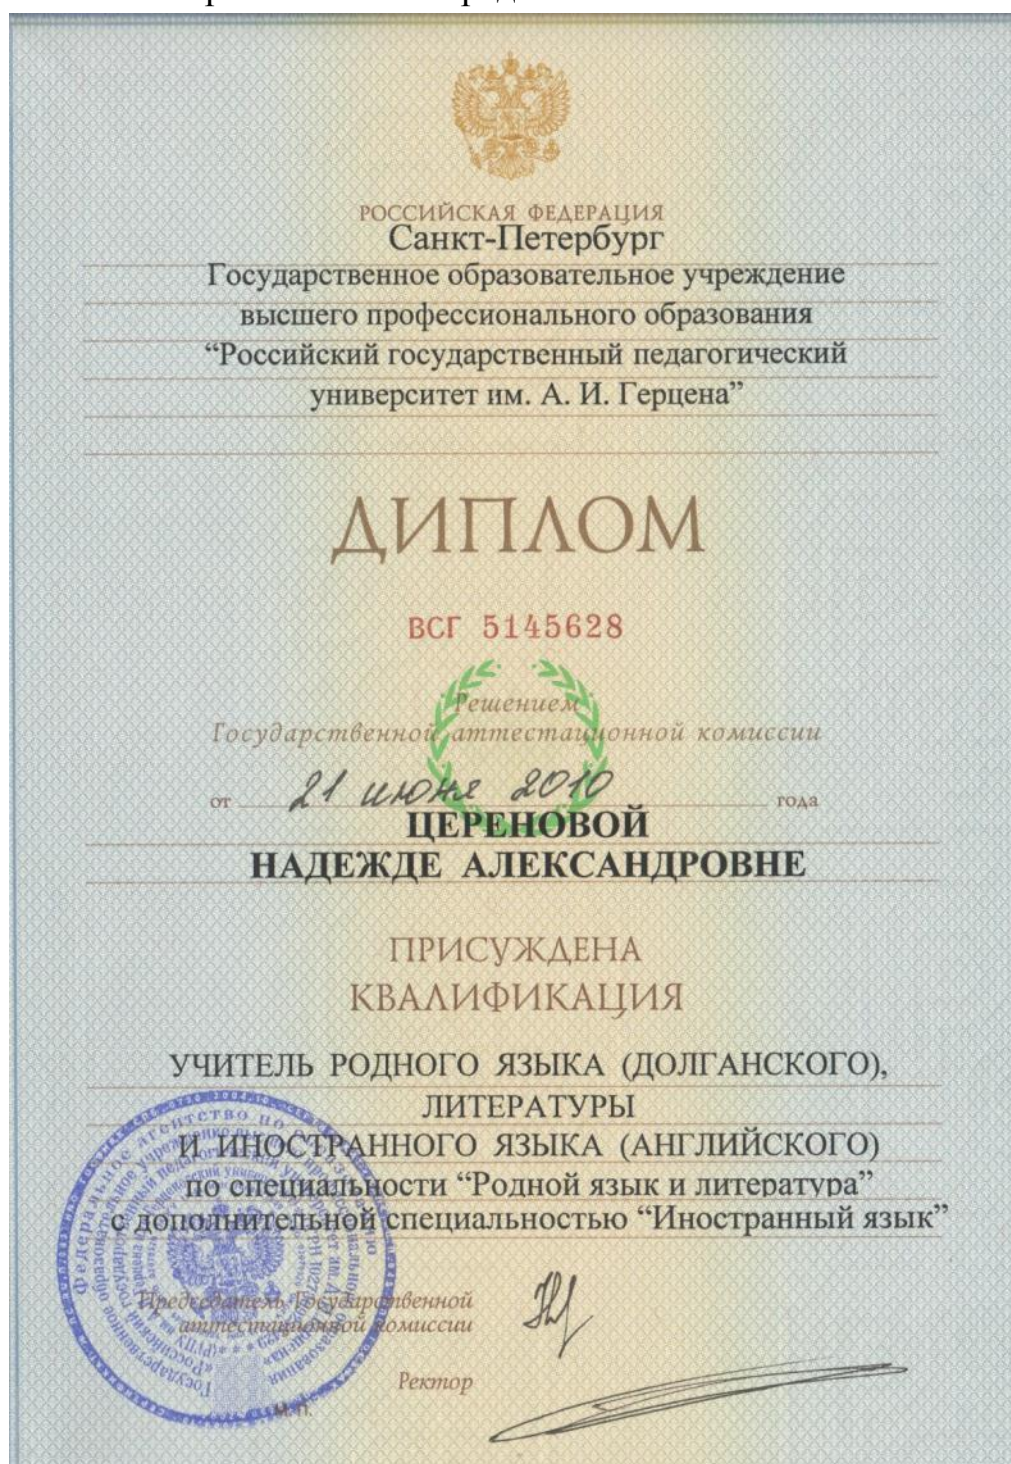 РОССИЙСКАЯ ФЕДЕРАЦИЯ
Санкт-Петербург
Государственное образовательное учреждение
высшего профессионального образования
“Российский государственный педагогический
университет им. А. И. Герцена”
ДИПЛОМ
ВСГ 5145628
Решением
Государственной аттестационной комиссии
от 21 июня 2010 года
ЦЕРЕНОВОЙ
НАДЕЖДЕ АЛЕКСАНДРОВНЕ
ПРИСУЖДЕНА
КВАЛИФИКАЦИЯ
УЧИТЕЛЬ РОДНОГО ЯЗЫКА (ДОЛГАНСКОГО),
ЛИТЕРАТУРЫ
И ИНОСТРАННОГО ЯЗЫКА (АНГЛИЙСКОГО)
по специальности “Родной язык и литература”
с дополнительной специальностью “Иностранный язык”
Председатель Государственной
аттестационной комиссии
Ректор
М. П.